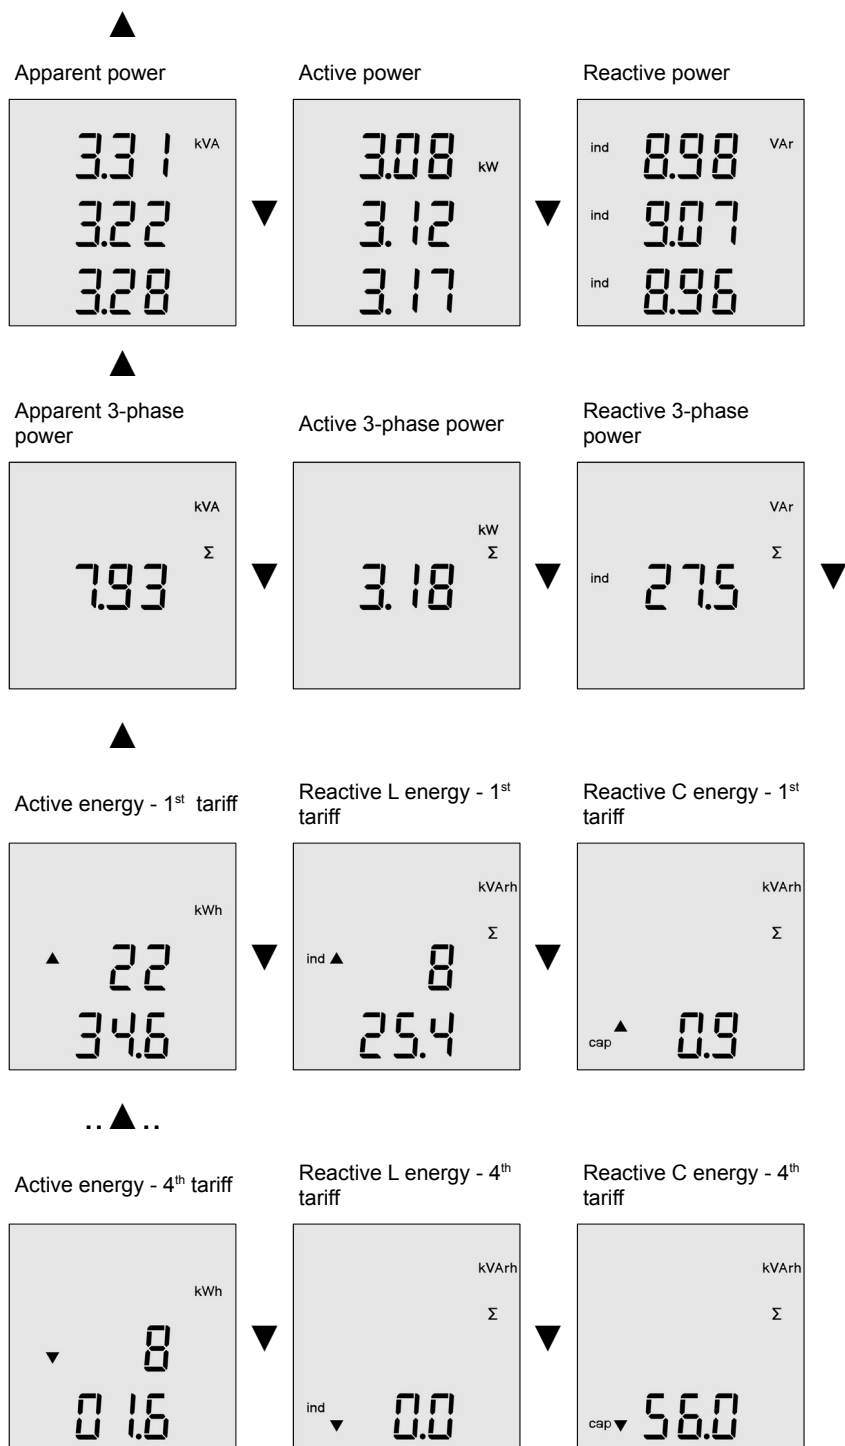 ▲
Apparent power
Active power
Reactive power
3.31 kVA
3.22
3.28
▼
3.08 kW
3.12
3.17
▼
ind 8.98 VAr
ind 9.07
ind 8.96
▲
Apparent 3-phase
power
Active 3-phase power
Reactive 3-phase
power
kVA
Σ
7.93
▼
kW
Σ
3.18
▼
VAr
Σ
ind 27.5
▼
▲
Active energy - 1st tariff
Reactive L energy - 1st
tariff
Reactive C energy - 1st
tariff
kWh
▲ 22
34.6
▼
kVArh
Σ
ind ▲ 8
25.4
▼
kVArh
Σ
cap ▲ 0.9
.. ▲ ..
Active energy - 4th tariff
Reactive L energy - 4th
tariff
Reactive C energy - 4th
tariff
kWh
▼ 8
01.6
▼
kVArh
Σ
ind ▼ 0.0
▼
kVArh
Σ
cap ▼ 56.0